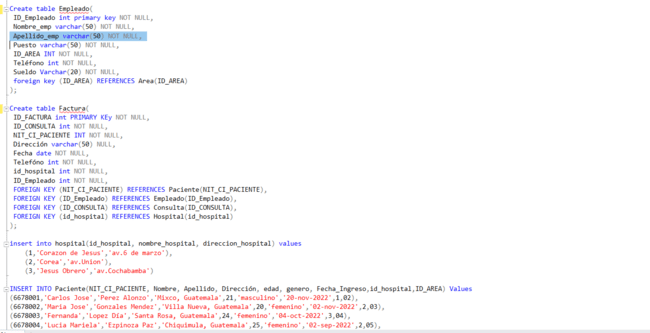 Create table Empleado(
ID_Empleado int primary key NOT NULL,
Nombre_emp varchar(50) NOT NULL,
Apellido_emp varchar(50) NOT NULL,
Puesto varchar(50) NOT NULL,
ID_AREA INT NOT NULL,
Teléfono int NOT NULL,
Sueldo Varchar(20) NOT NULL,
foreign key (ID_AREA) REFERENCES Area(ID_AREA)
);
Create table Factura(
ID_FACTURA int PRIMARY KEy NOT NULL,
ID_CONSULTA int NOT NULL,
NIT_CI_PACIENTE INT NOT NULL,
Dirección varchar(50) NULL,
Fecha date NOT NULL,
Telefóno int NOT NULL,
id_hospital int NOT NULL,
ID_Empleado int NOT NULL,
FOREIGN KEY (NIT_CI_PACIENTE) REFERENCES Paciente(NIT_CI_PACIENTE),
FOREIGN KEY (ID_Empleado) REFERENCES Empleado(ID_Empleado),
FOREIGN KEY (ID_CONSULTA) REFERENCES Consulta(ID_CONSULTA),
FOREIGN KEY (id_hospital) REFERENCES Hospital(id_hospital)
);
insert into hospital(id_hospital, nombre_hospital, direccion_hospital) values
(1,'Corazon de Jesus','av.6 de marzo'),
(2,'Corea','av.Union'),
(3,'Jesus Obrero','av.Cochabamba')
INSERT INTO Paciente(NIT_CI_PACIENTE, Nombre, Apellido, Dirección, edad, genero, Fecha_Ingreso,id_hospital,ID_AREA) Values
(6678001,'Carlos Jose','Perez Alonzo','Mixco, Guatemala',21,'masculino','20-nov-2022',1,02),
(6678002,'Maria Jose','Gonzales Mendez','Villa Nueva, Guatemala',20,'femenino','02-nov-2022',2,03),
(6678003,'Fernanda','Lopez Día','Santa Rosa, Guatemala',24,'femenino','04-oct-2022',3,04),
(6678004,'Lucia Mariela','Ezpinoza Paz','Chiquimula, Guatemala',25,'femenino','02-sep-2022',2,05),